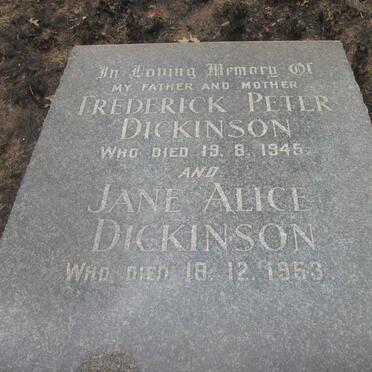 In Loving Memory Of
MY FATHER AND MOTHER
FREDERICK PETER
DICKINSON
WHO DIED 19. 8. 1945.
AND
JANE ALICE
DICKINSON
WHO DIED 18. 12. 1953